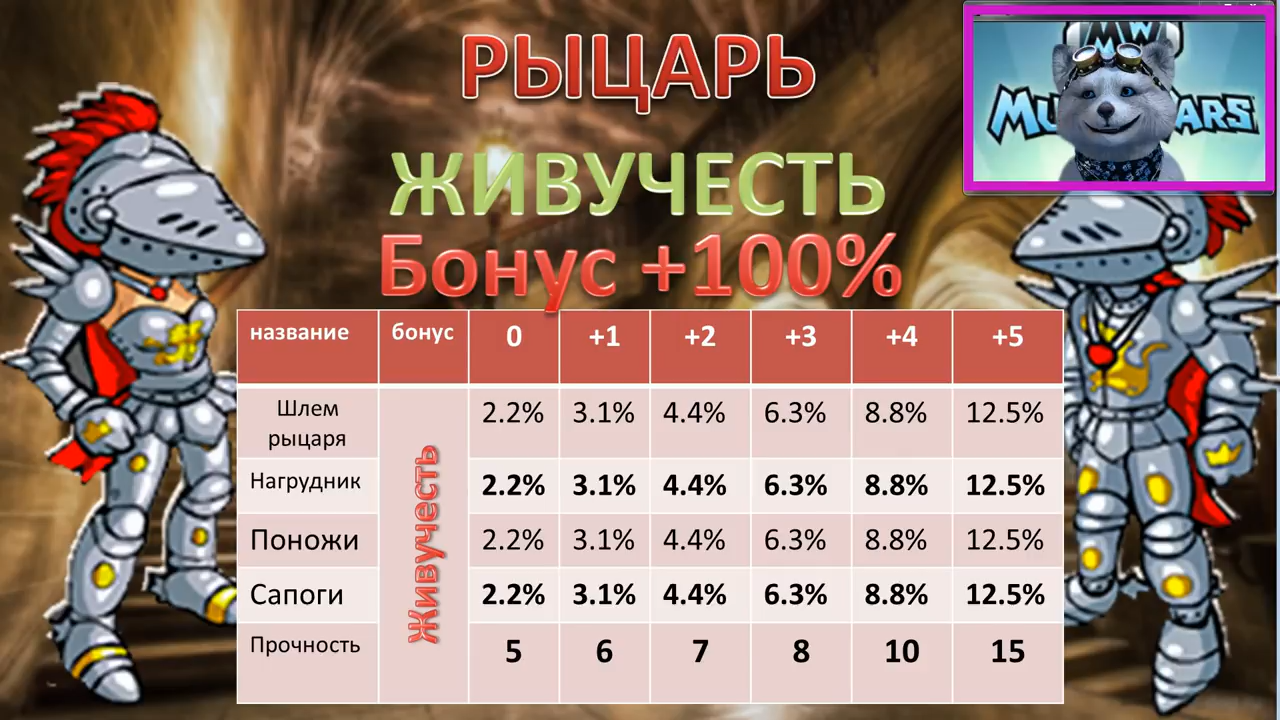 РЫЦАРЬ
ЖИВУЧЕСТЬ
Бонус +100%
MW
MU ARS
название бонус 0 +1 +2 +3 +4 +5
Шлем
рыцаря 2.2% 3.1% 4.4% 6.3% 8.8% 12.5%
Живучесть
Нагрудник 2.2% 3.1% 4.4% 6.3% 8.8% 12.5%
Поножи 2.2% 3.1% 4.4% 6.3% 8.8% 12.5%
Сапоги 2.2% 3.1% 4.4% 6.3% 8.8% 12.5%
Прочность 5 6 7 8 10 15